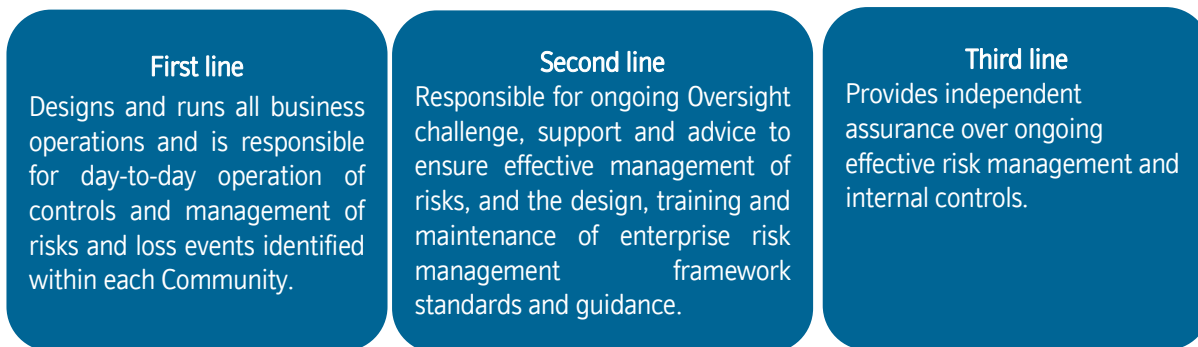 First line
Designs and runs all business
operations and is responsible
for day-to-day operation of
controls and management of
risks and loss events identified
within each Community.
Second line
Responsible for ongoing Oversight
challenge, support and advice to
ensure effective management of
risks, and the design, training and
maintenance of enterprise risk
management framework
standards and guidance.
Third line
Provides independent
assurance over ongoing
effective risk management and
internal controls.